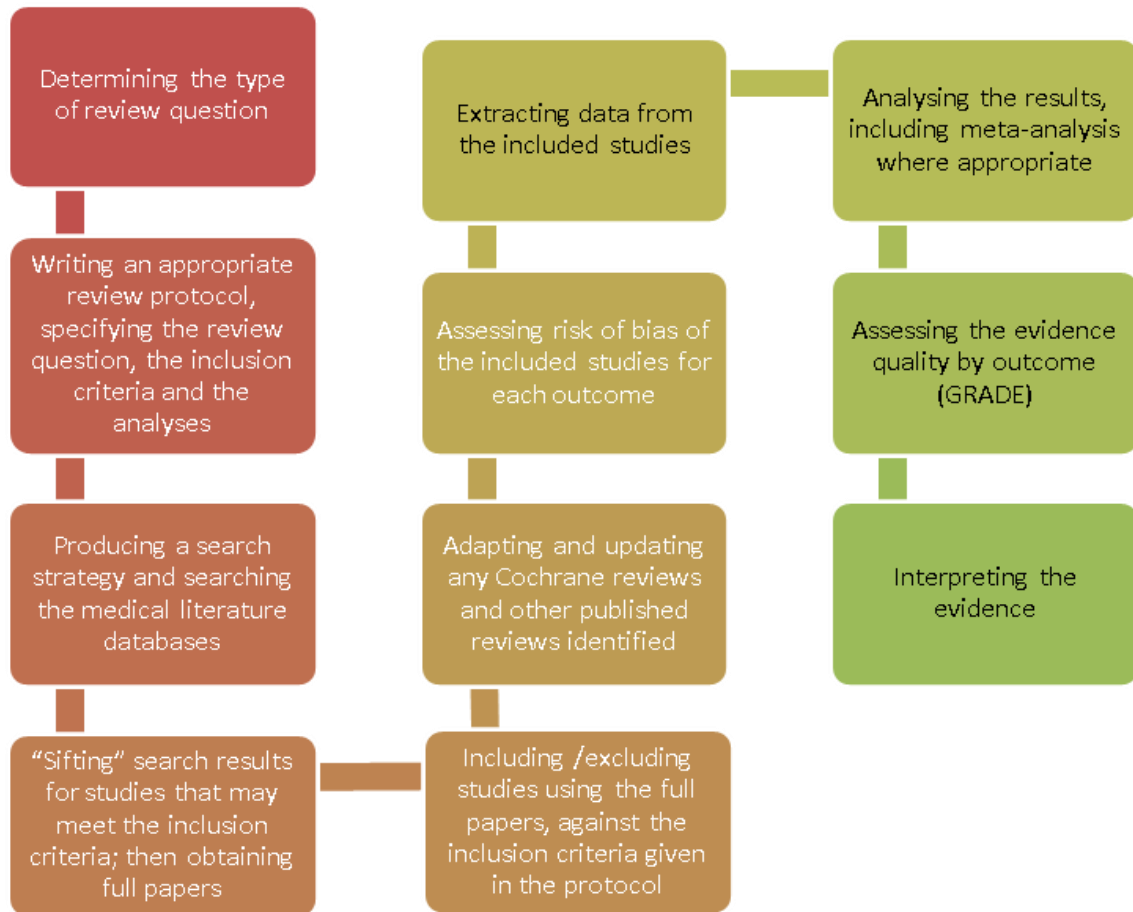 Determining the type
of review question
Writing an appropriate
review protocol,
specifying the review
question, the inclusion
criteria and the
analyses
Producing a search
strategy and searching
the medical literature
databases
“Sifting” search results
for studies that may
meet the inclusion
criteria; then obtaining
full papers
Including /excluding
studies using the full
papers, against the
inclusion criteria given
in the protocol
Adapting and updating
any Cochrane reviews
and other published
reviews identified
Assessing risk of bias of
the included studies for
each outcome
Extracting data from
the included studies
Analysing the results,
including meta-analysis
where appropriate
Assessing the evidence
quality by outcome
(GRADE)
Interpreting the
evidence